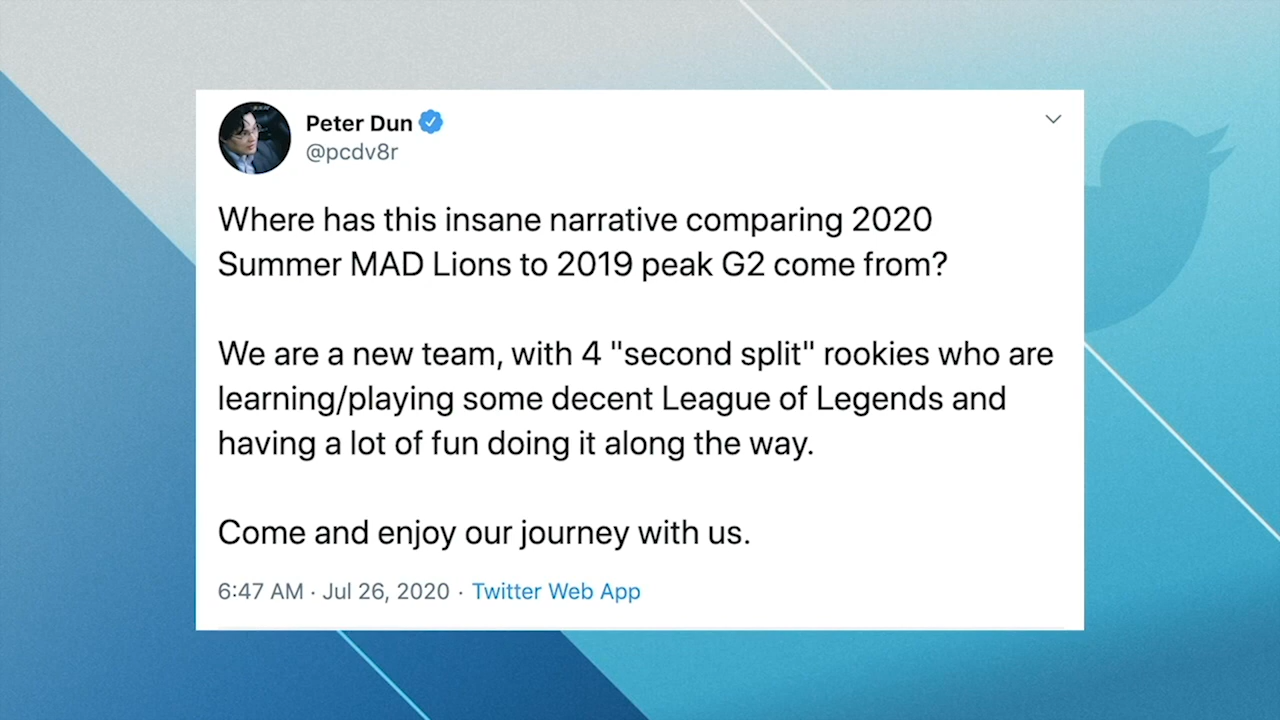 Peter Dun
@pcdv8r
Where has this insane narrative comparing 2020
Summer MAD Lions to 2019 peak G2 come from?
We are a new team, with 4 "second split" rookies who are
learning/playing some decent League of Legends and
having a lot of fun doing it along the way.
Come and enjoy our journey with us.
6:47 AM · Jul 26, 2020 · Twitter Web App